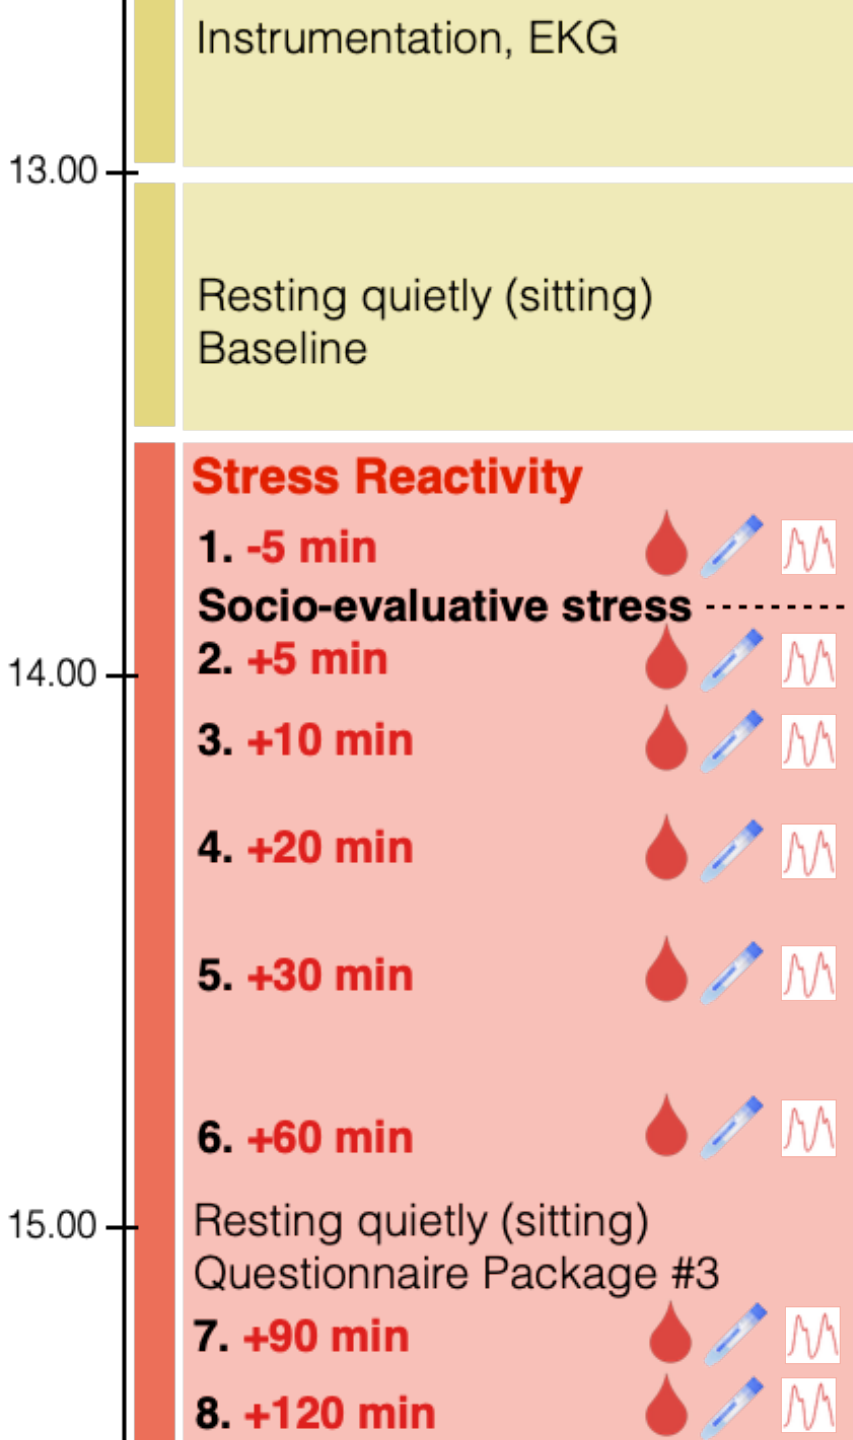 Instrumentation, EKG
13.00
Resting quietly (sitting)
Baseline
Stress Reactivity
1. -5 min
Socio-evaluative stress
2. +5 min
14.00
3. +10 min
4. +20 min
5. +30 min
6. +60 min
15.00
Resting quietly (sitting)
Questionnaire Package #3
7. +90 min
8. +120 min